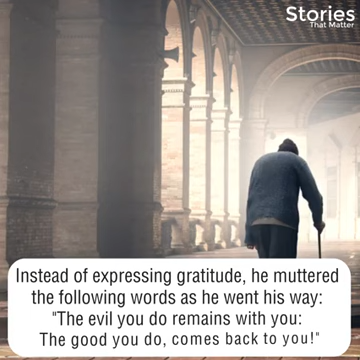 Stories
That Matter
Instead of expressing gratitude, he muttered
the following words as he went his way:
"The evil you do remains with you:
The good you do, comes back to you!"